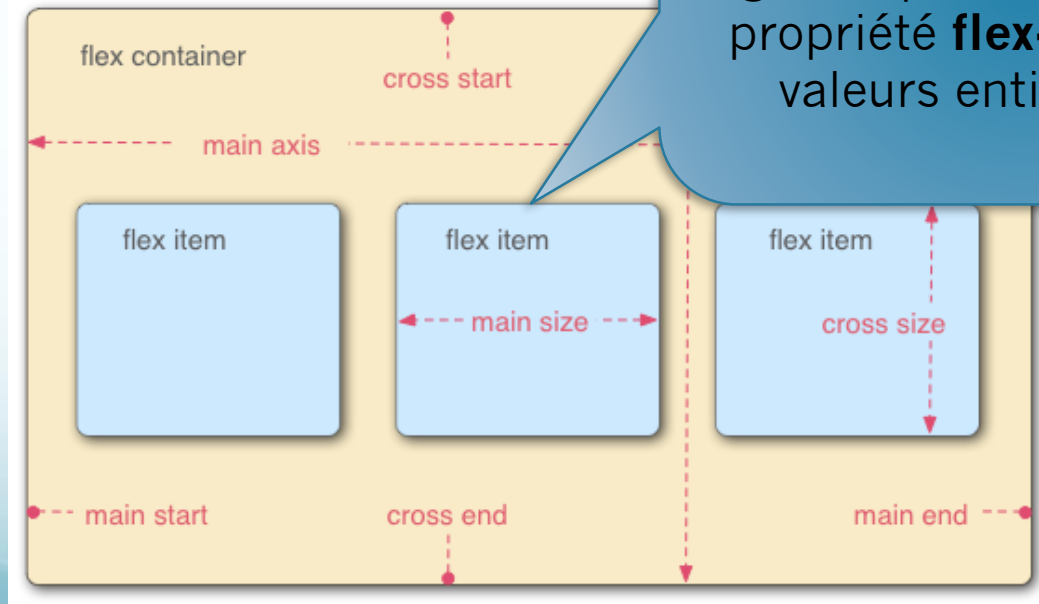 propriété flex-
valeurs enti
flex container
cross start
main axis
flex item
flex item
flex item
main size
cross size
main start
cross end
main end